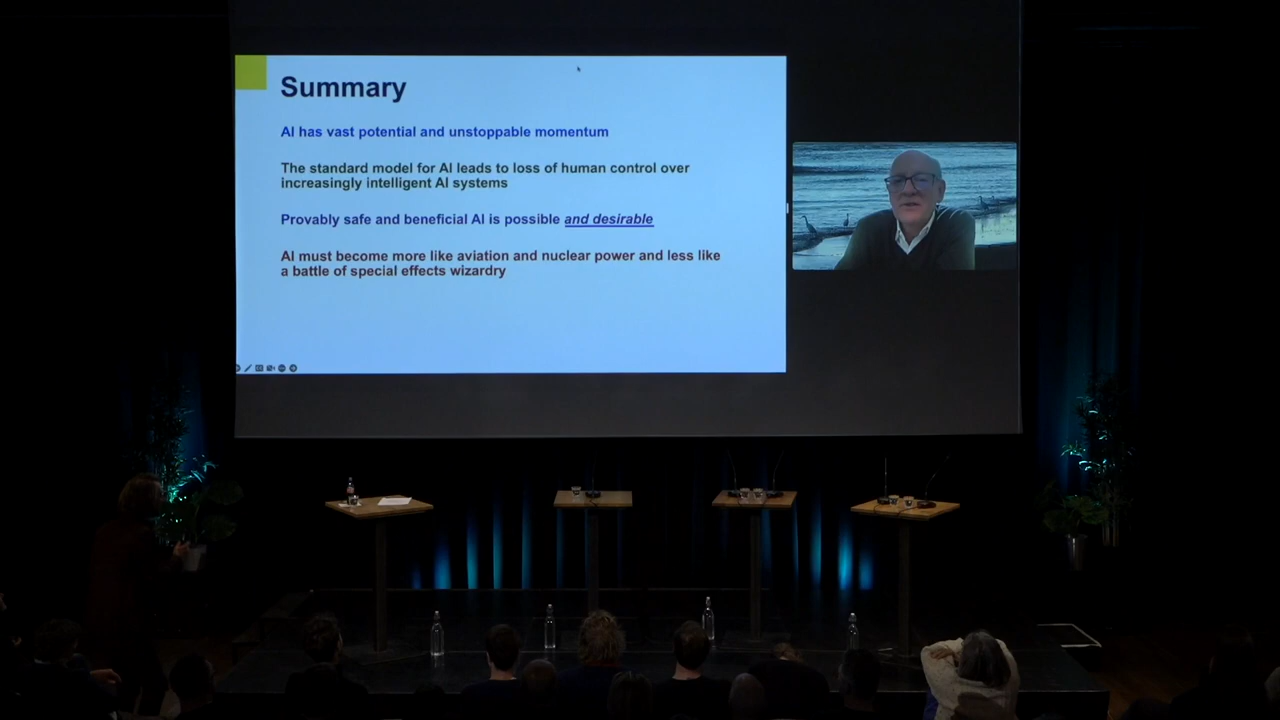 Summary
AI has vast potential and unstoppable momentum
The standard model for AI leads to loss of human control over
increasingly intelligent AI systems
Provably safe and beneficial AI is possible and desirable
AI must become more like aviation and nuclear power and less like
a battle of special effects wizardry